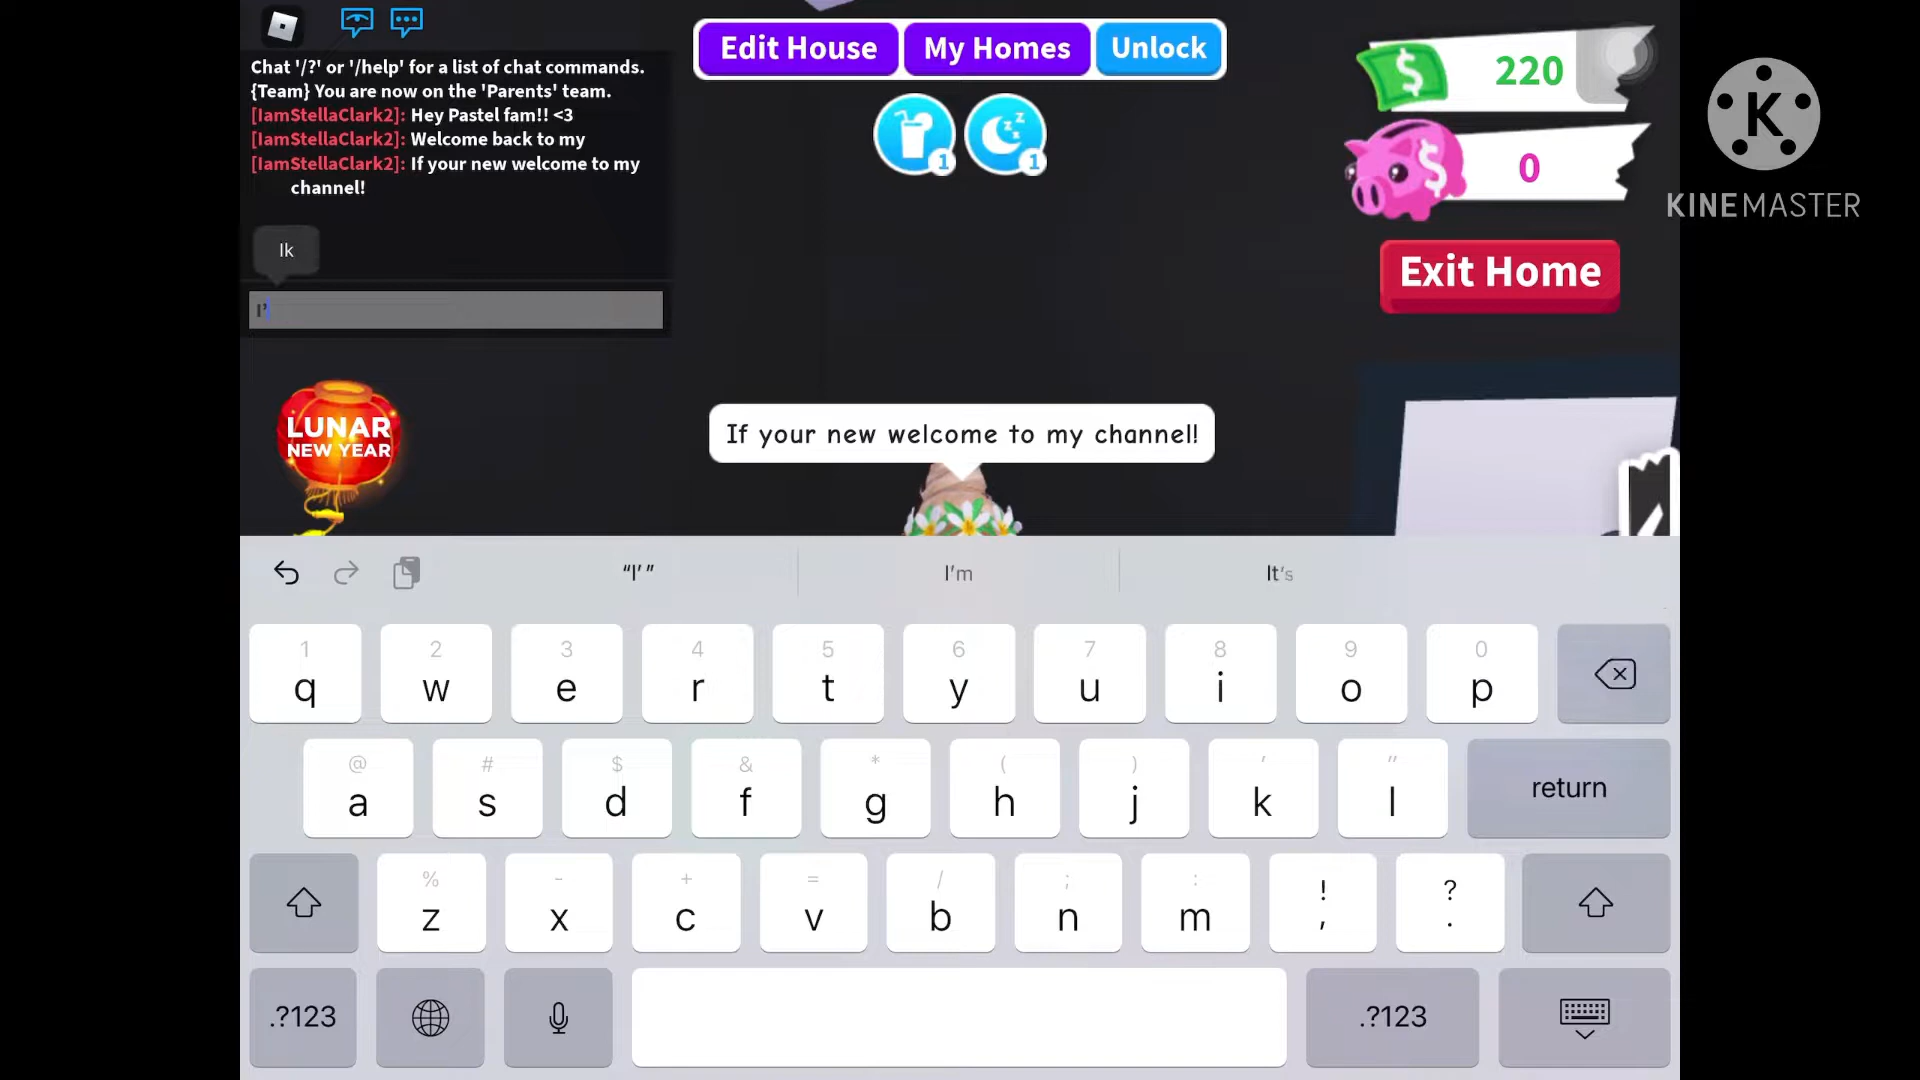 Edit House
My Homes
Unlock
220
K
KINEMASTER
Chat '/?' or '/help' for a list of chat commands.
{Team} You are now on the 'Parents' team.
[IamStellaClark2]: Hey Pastel fam!! <3
[IamStellaClark2]: Welcome back to my
[IamStellaClark2]: If your new welcome to my
channel!
1
1
0
Ik
I'
Exit Home
LUNAR
NEW YEAR
If your new welcome to my channel!
“I’ ”
I’m
It’s
1 2 3 4 5 6 7 8 9 0
q w e r t y u i o p
@ # $ & * ( ) ' "
a s d f g h j k l return
% - + = / ; : ! ?
z x c v b n m , .
.?123
.?123